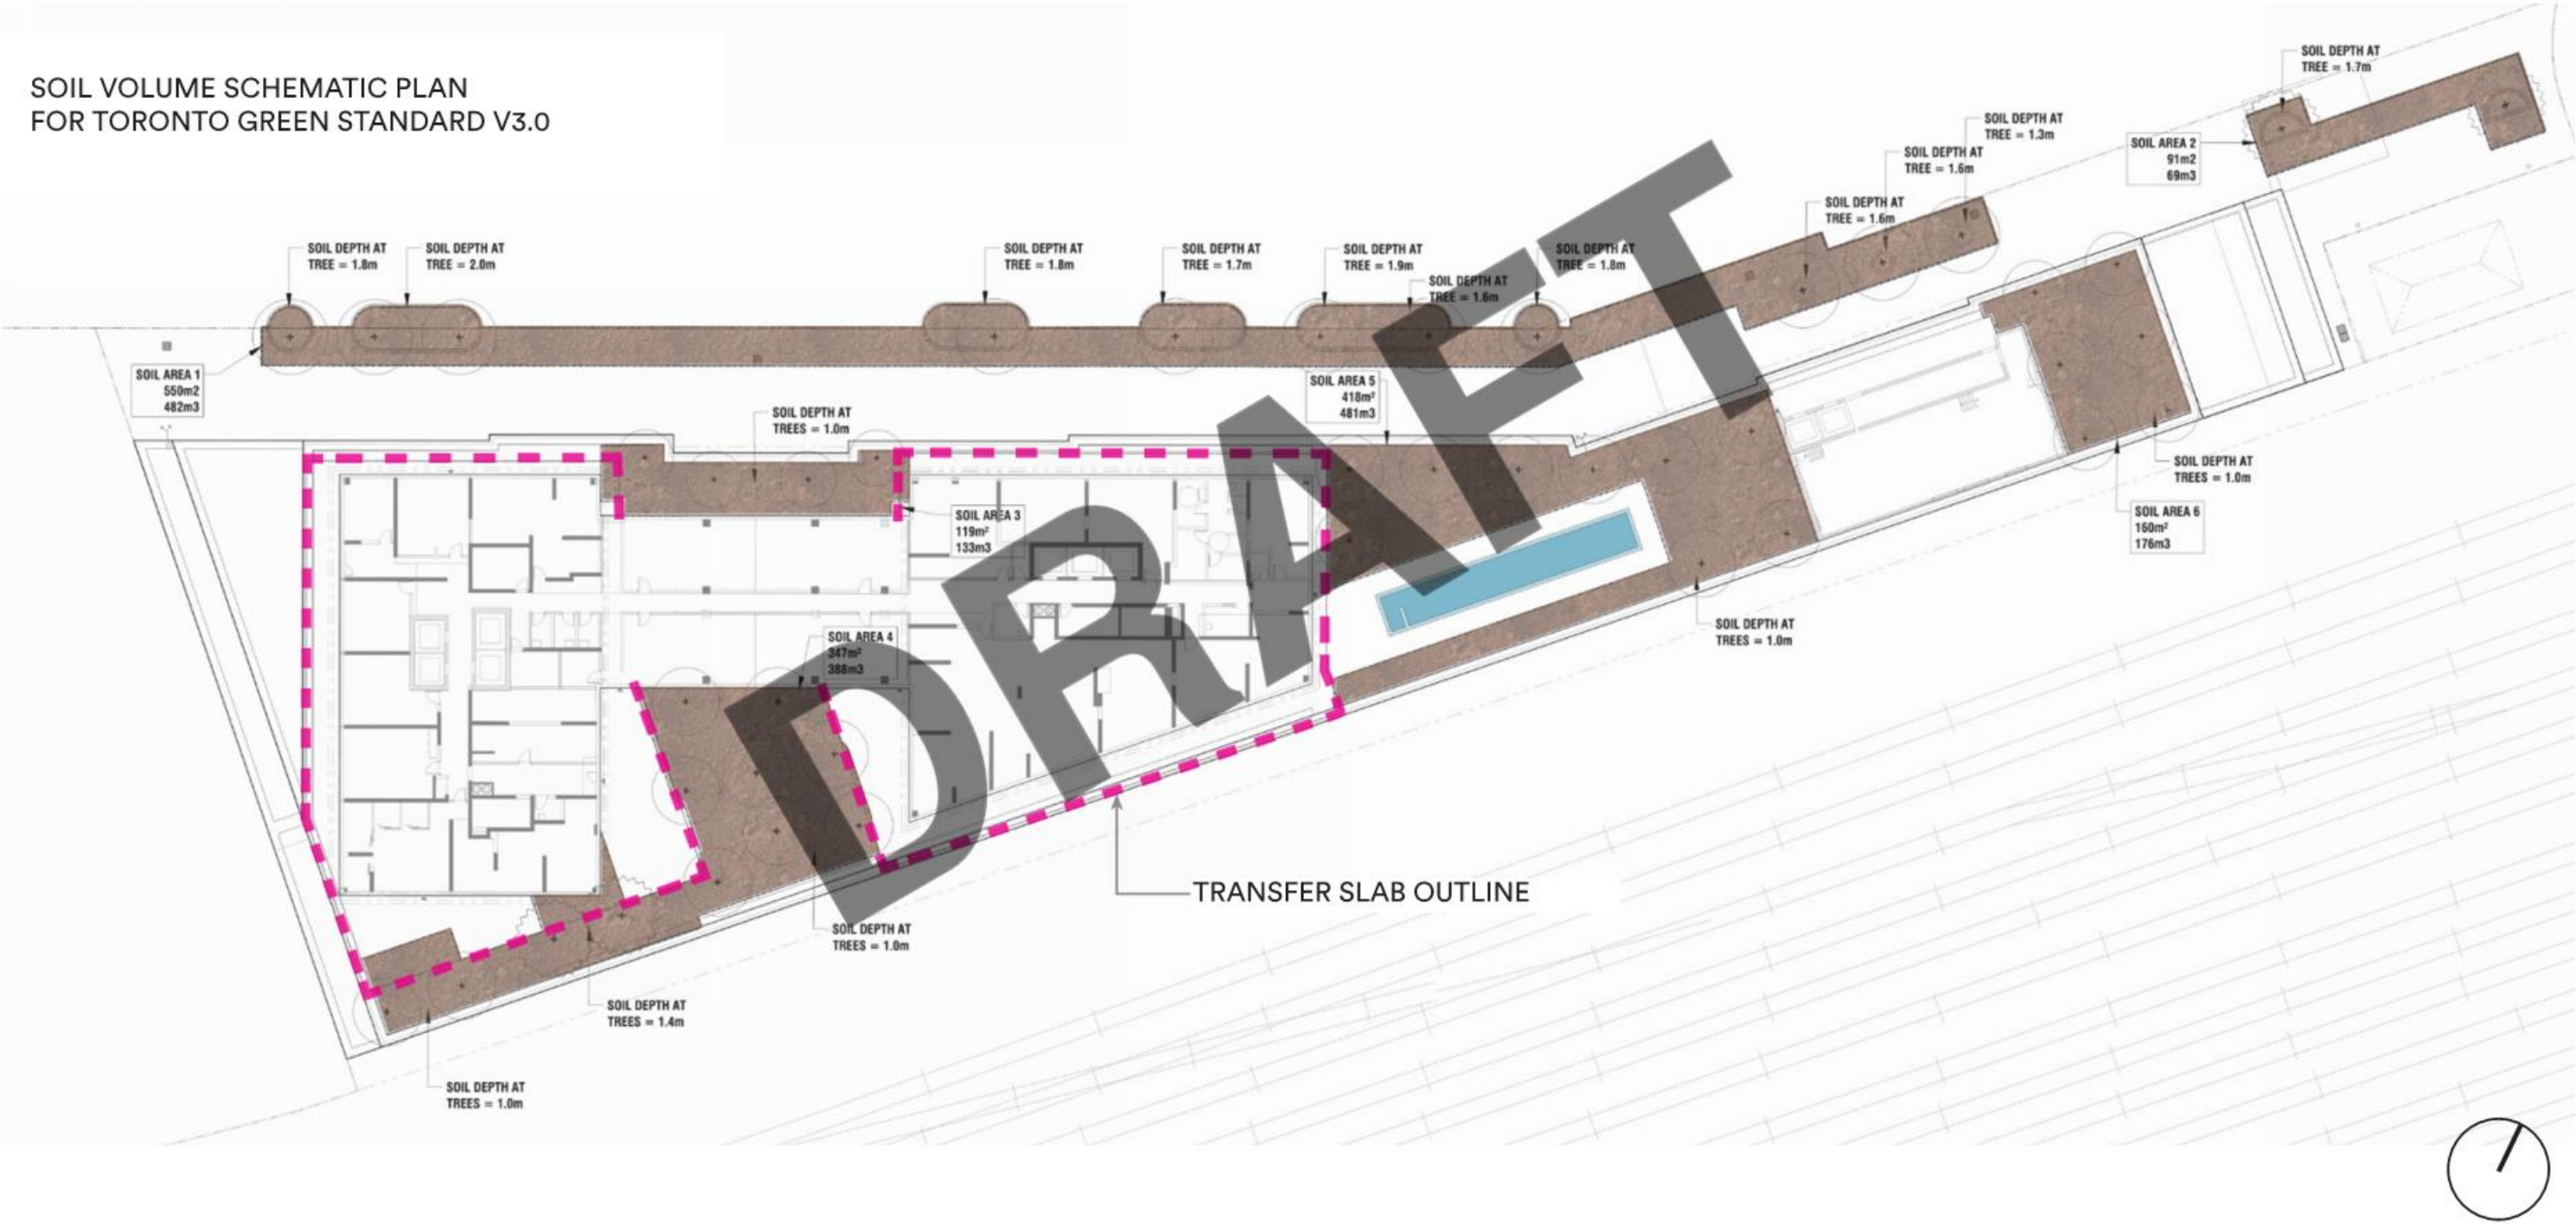 SOIL VOLUME SCHEMATIC PLAN
FOR TORONTO GREEN STANDARD V3.0
SOIL DEPTH AT
TREE = 1.7m
SOIL DEPTH AT
TREE = 1.3m
SOIL DEPTH AT
TREE = 1.6m
SOIL AREA 2
91m2
69m3
SOIL DEPTH AT
TREE = 1.6m
SOIL DEPTH AT
TREE = 1.8m
SOIL DEPTH AT
TREE = 2.0m
SOIL DEPTH AT
TREE = 1.8m
SOIL DEPTH AT
TREE = 1.7m
SOIL DEPTH AT
TREE = 1.9m
SOIL DEPTH AT
TREE = 1.8m
SOIL DEPTH AT
TREE = 1.6m
SOIL AREA 1
550m2
482m3
SOIL AREA 5
418m²
481m3
SOIL DEPTH AT
TREES = 1.0m
SOIL DEPTH AT
TREES = 1.0m
SOIL AREA 3
119m²
133m3
SOIL AREA 6
160m²
176m3
DRAFT
SOIL DEPTH AT
TREES = 1.0m
SOIL AREA 4
347m²
388m3
TRANSFER SLAB OUTLINE
SOIL DEPTH AT
TREES = 1.0m
SOIL DEPTH AT
TREES = 1.4m
SOIL DEPTH AT
TREES = 1.0m